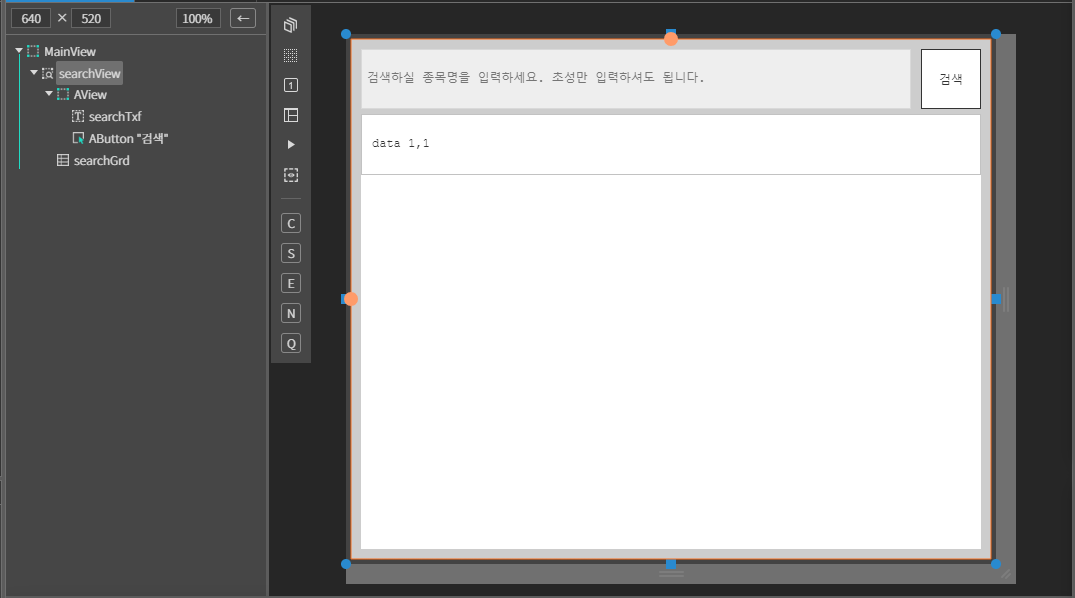 640 × 520 100% ←
MainView
searchView
AView
searchTxf
AButton "검색"
searchGrd
1
C
S
E
N
Q
검색하실 종목명을 입력하세요. 초성만 입력하셔도 됩니다.
검색
data 1,1